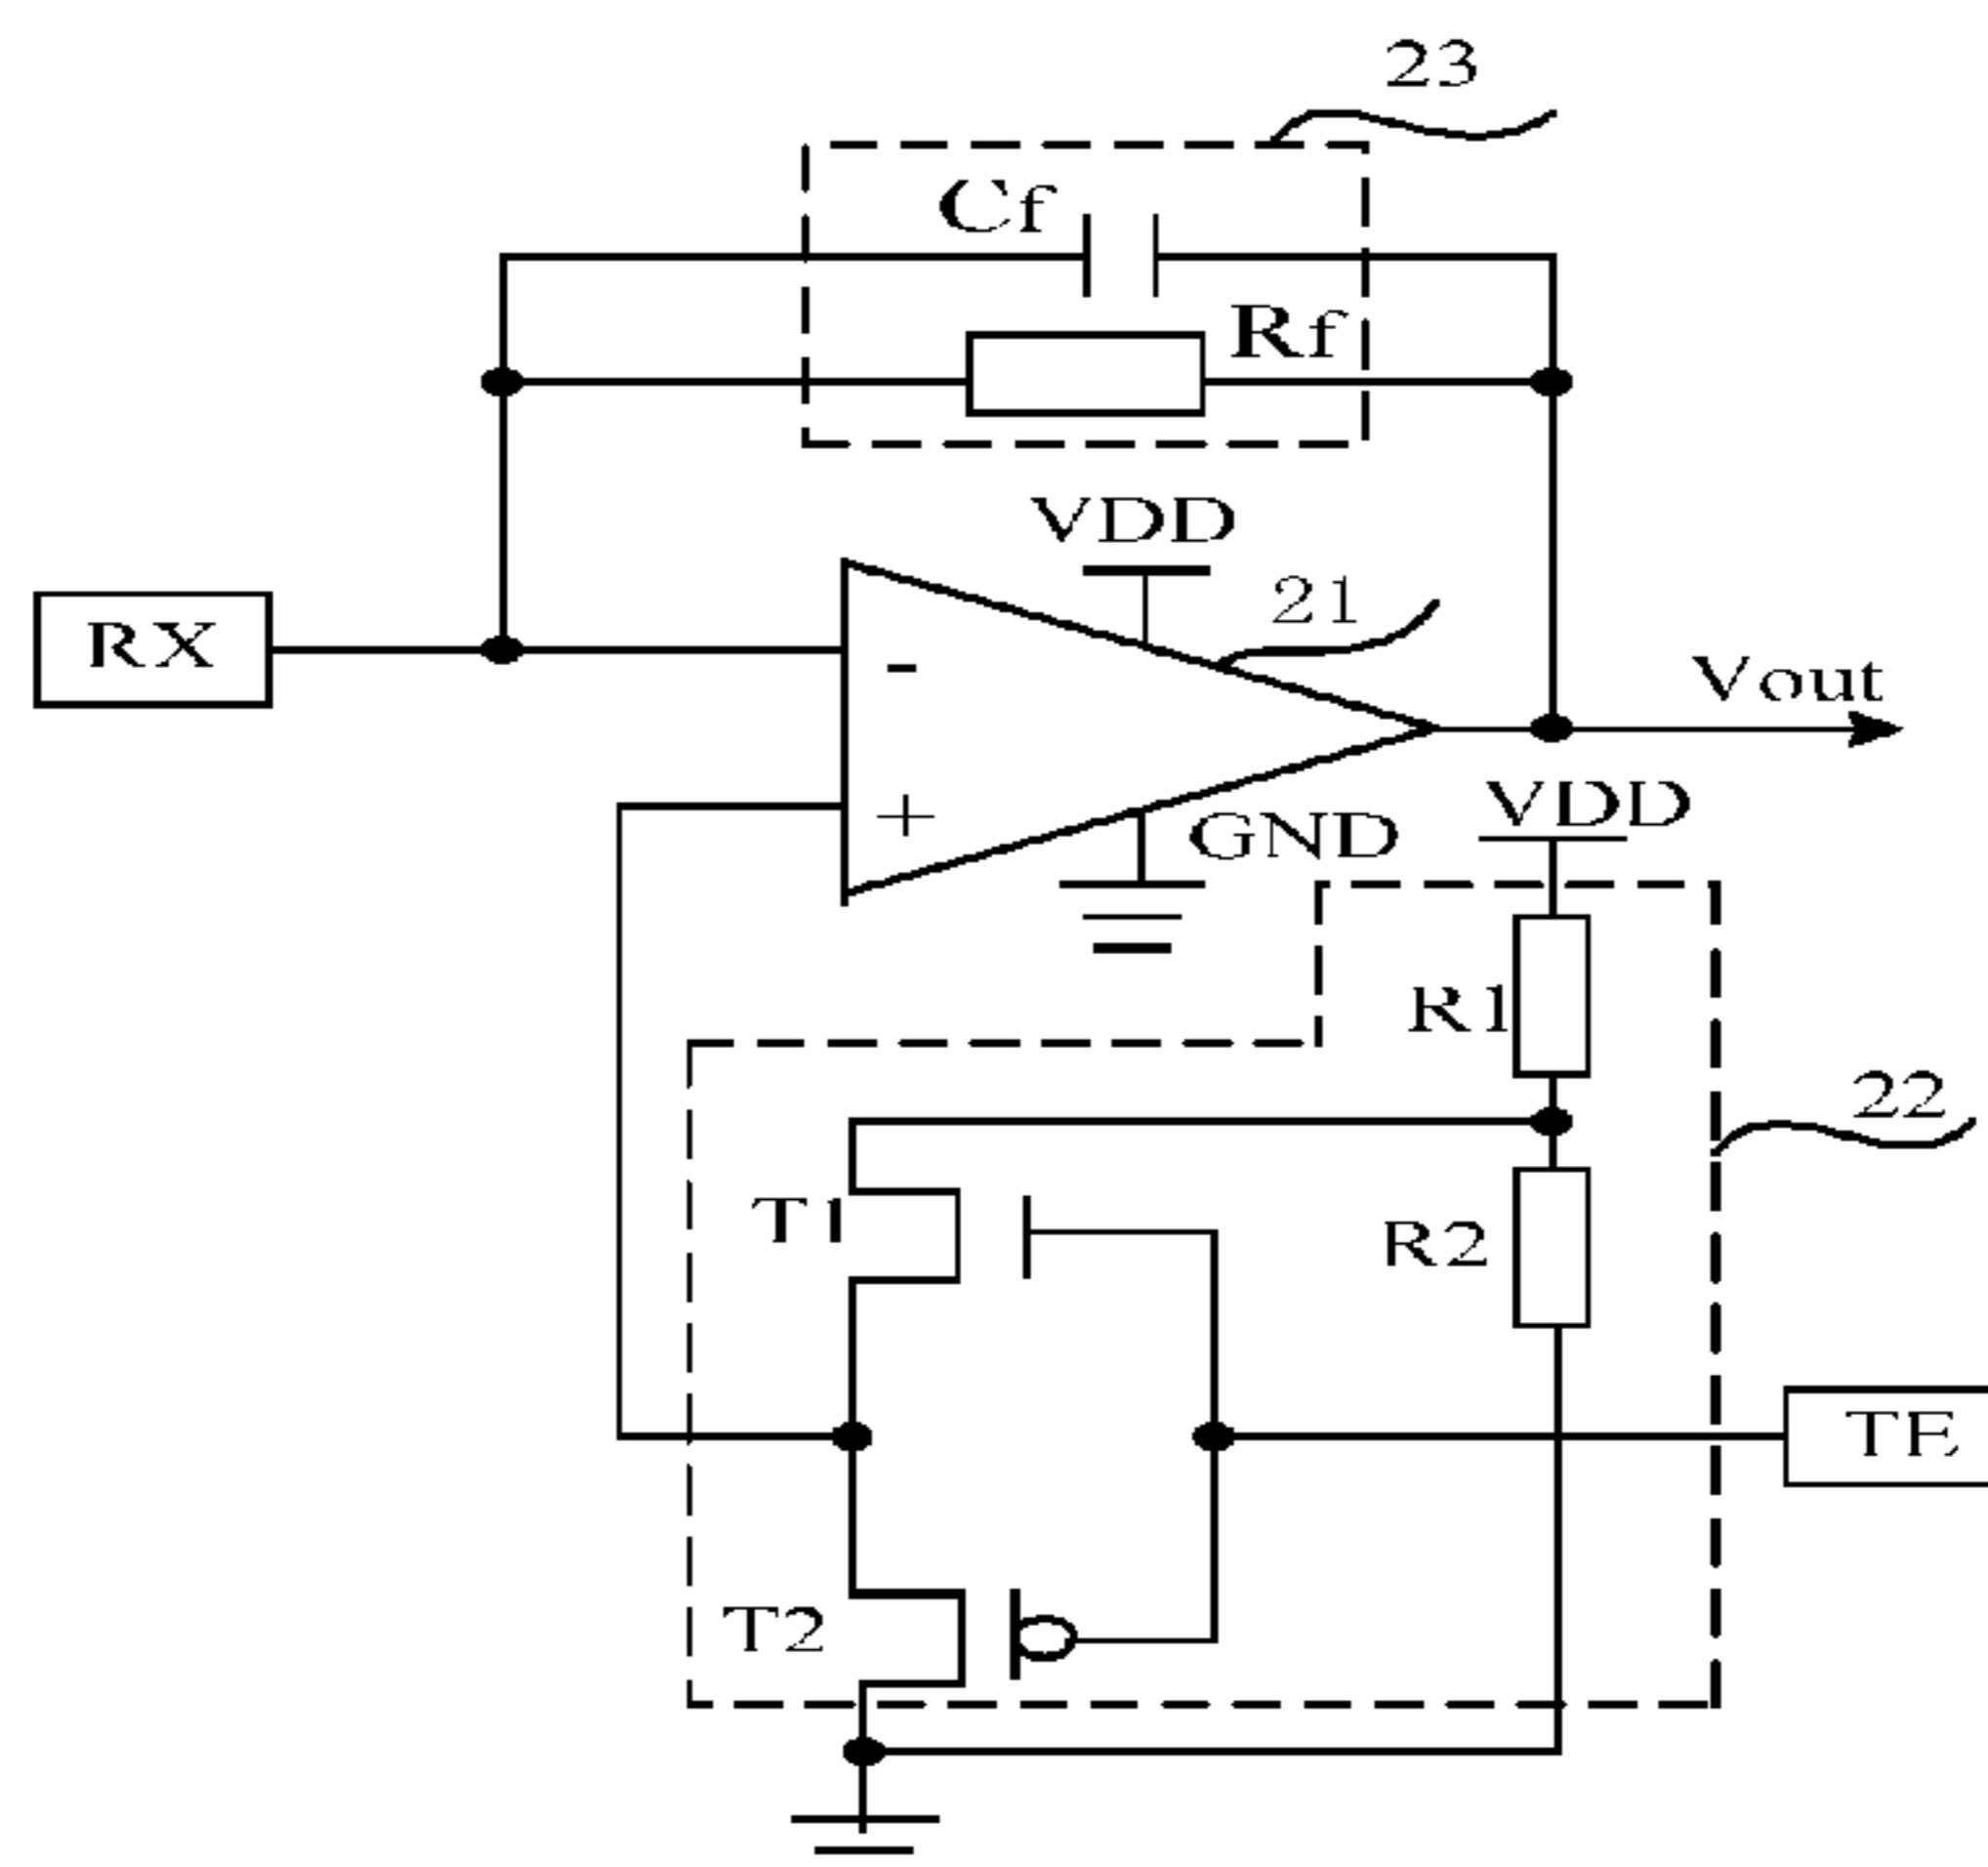 23
Cf
Rf
VDD
21
RX
-
Vout
+
GND
VDD
R1
22
T1
R2
TE
T2